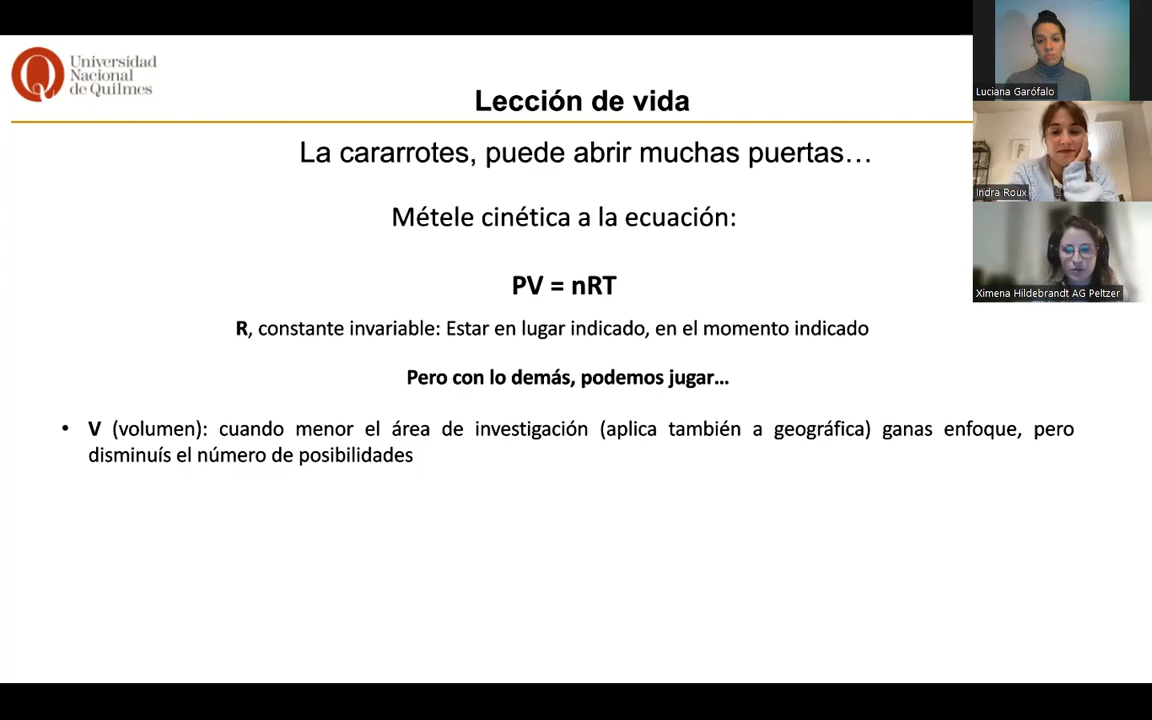 Universidad
Nacional
de Quilmes
Lección de vida
La cararrotes, puede abrir muchas puertas…
Métele cinética a la ecuación:
PV = nRT
R, constante invariable: Estar en lugar indicado, en el momento indicado
Pero con lo demás, podemos jugar…
• V (volumen): cuando menor el área de investigación (aplica también a geográfica) ganas enfoque, pero
disminuís el número de posibilidades
Luciana Garófalo
Indra Roux
Ximena Hildebrandt AG Peltzer